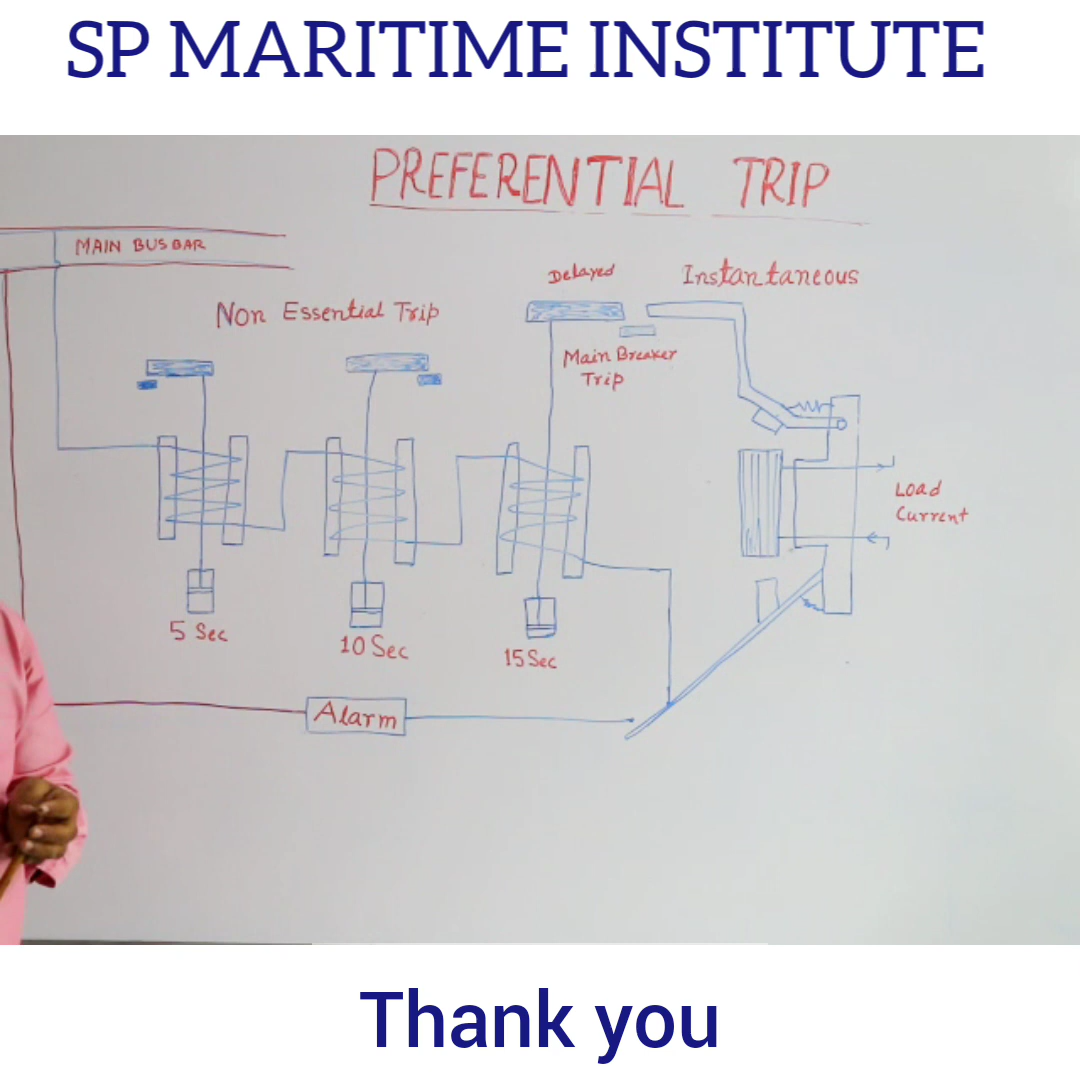 SP MARITIME INSTITUTE
PREFERENTIAL TRIP
MAIN BUS BAR
Delayed
Instantaneous
Non Essential Trip
Main Breaker
Trip
Load
Current
5 Sec
10 Sec
15 Sec
Alarm
Thank you